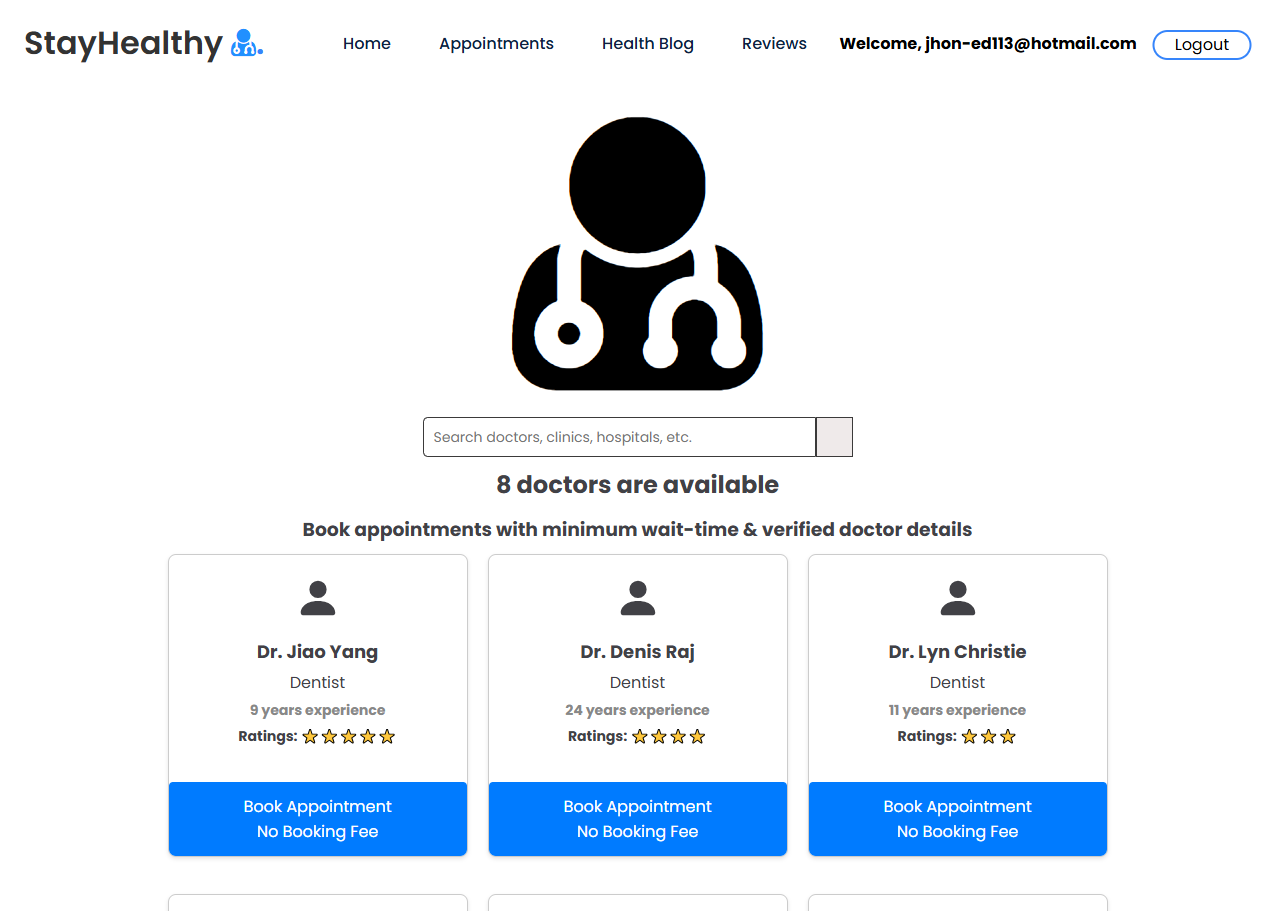 StayHealthy
Home Appointments Health Blog Reviews Welcome, jhon-ed113@hotmail.com Logout
Search doctors, clinics, hospitals, etc.
8 doctors are available
Book appointments with minimum wait-time & verified doctor details
Dr. Jiao Yang
Dentist
9 years experience
Ratings:
Book Appointment
No Booking Fee
Dr. Denis Raj
Dentist
24 years experience
Ratings:
Book Appointment
No Booking Fee
Dr. Lyn Christie
Dentist
11 years experience
Ratings:
Book Appointment
No Booking Fee